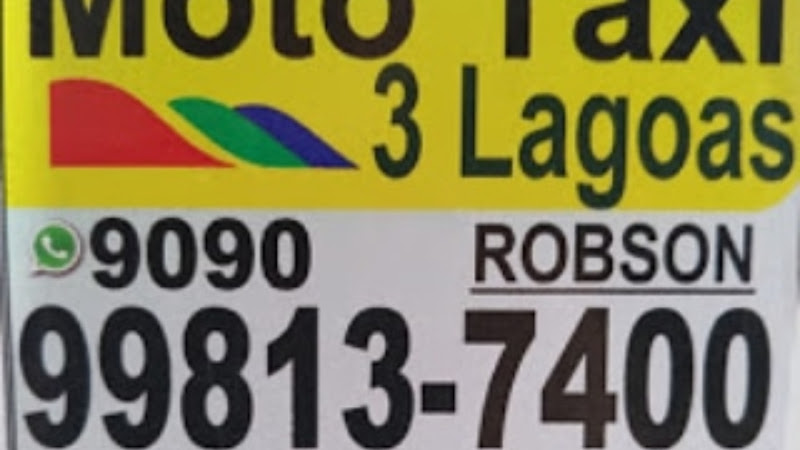 Moto Taxi
3 Lagoas
9090 ROBSON
99813-7400